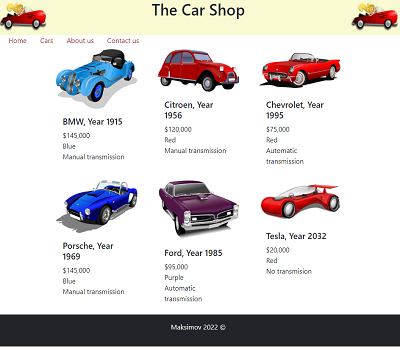 The Car Shop
Home Cars About us Contact us
BMW, Year 1915
$145,000
Blue
Manual transmission
Citroen, Year
1956
$120,000
Red
Manual transmission
Chevrolet, Year
1995
$75,000
Red
Automatic
transmission
Porsche, Year
1969
$145,000
Blue
Manual transmission
Ford, Year 1985
$95,000
Purple
Automatic
transmission
Tesla, Year 2032
$20,000
Red
No transmision
Maksimov 2022 ©